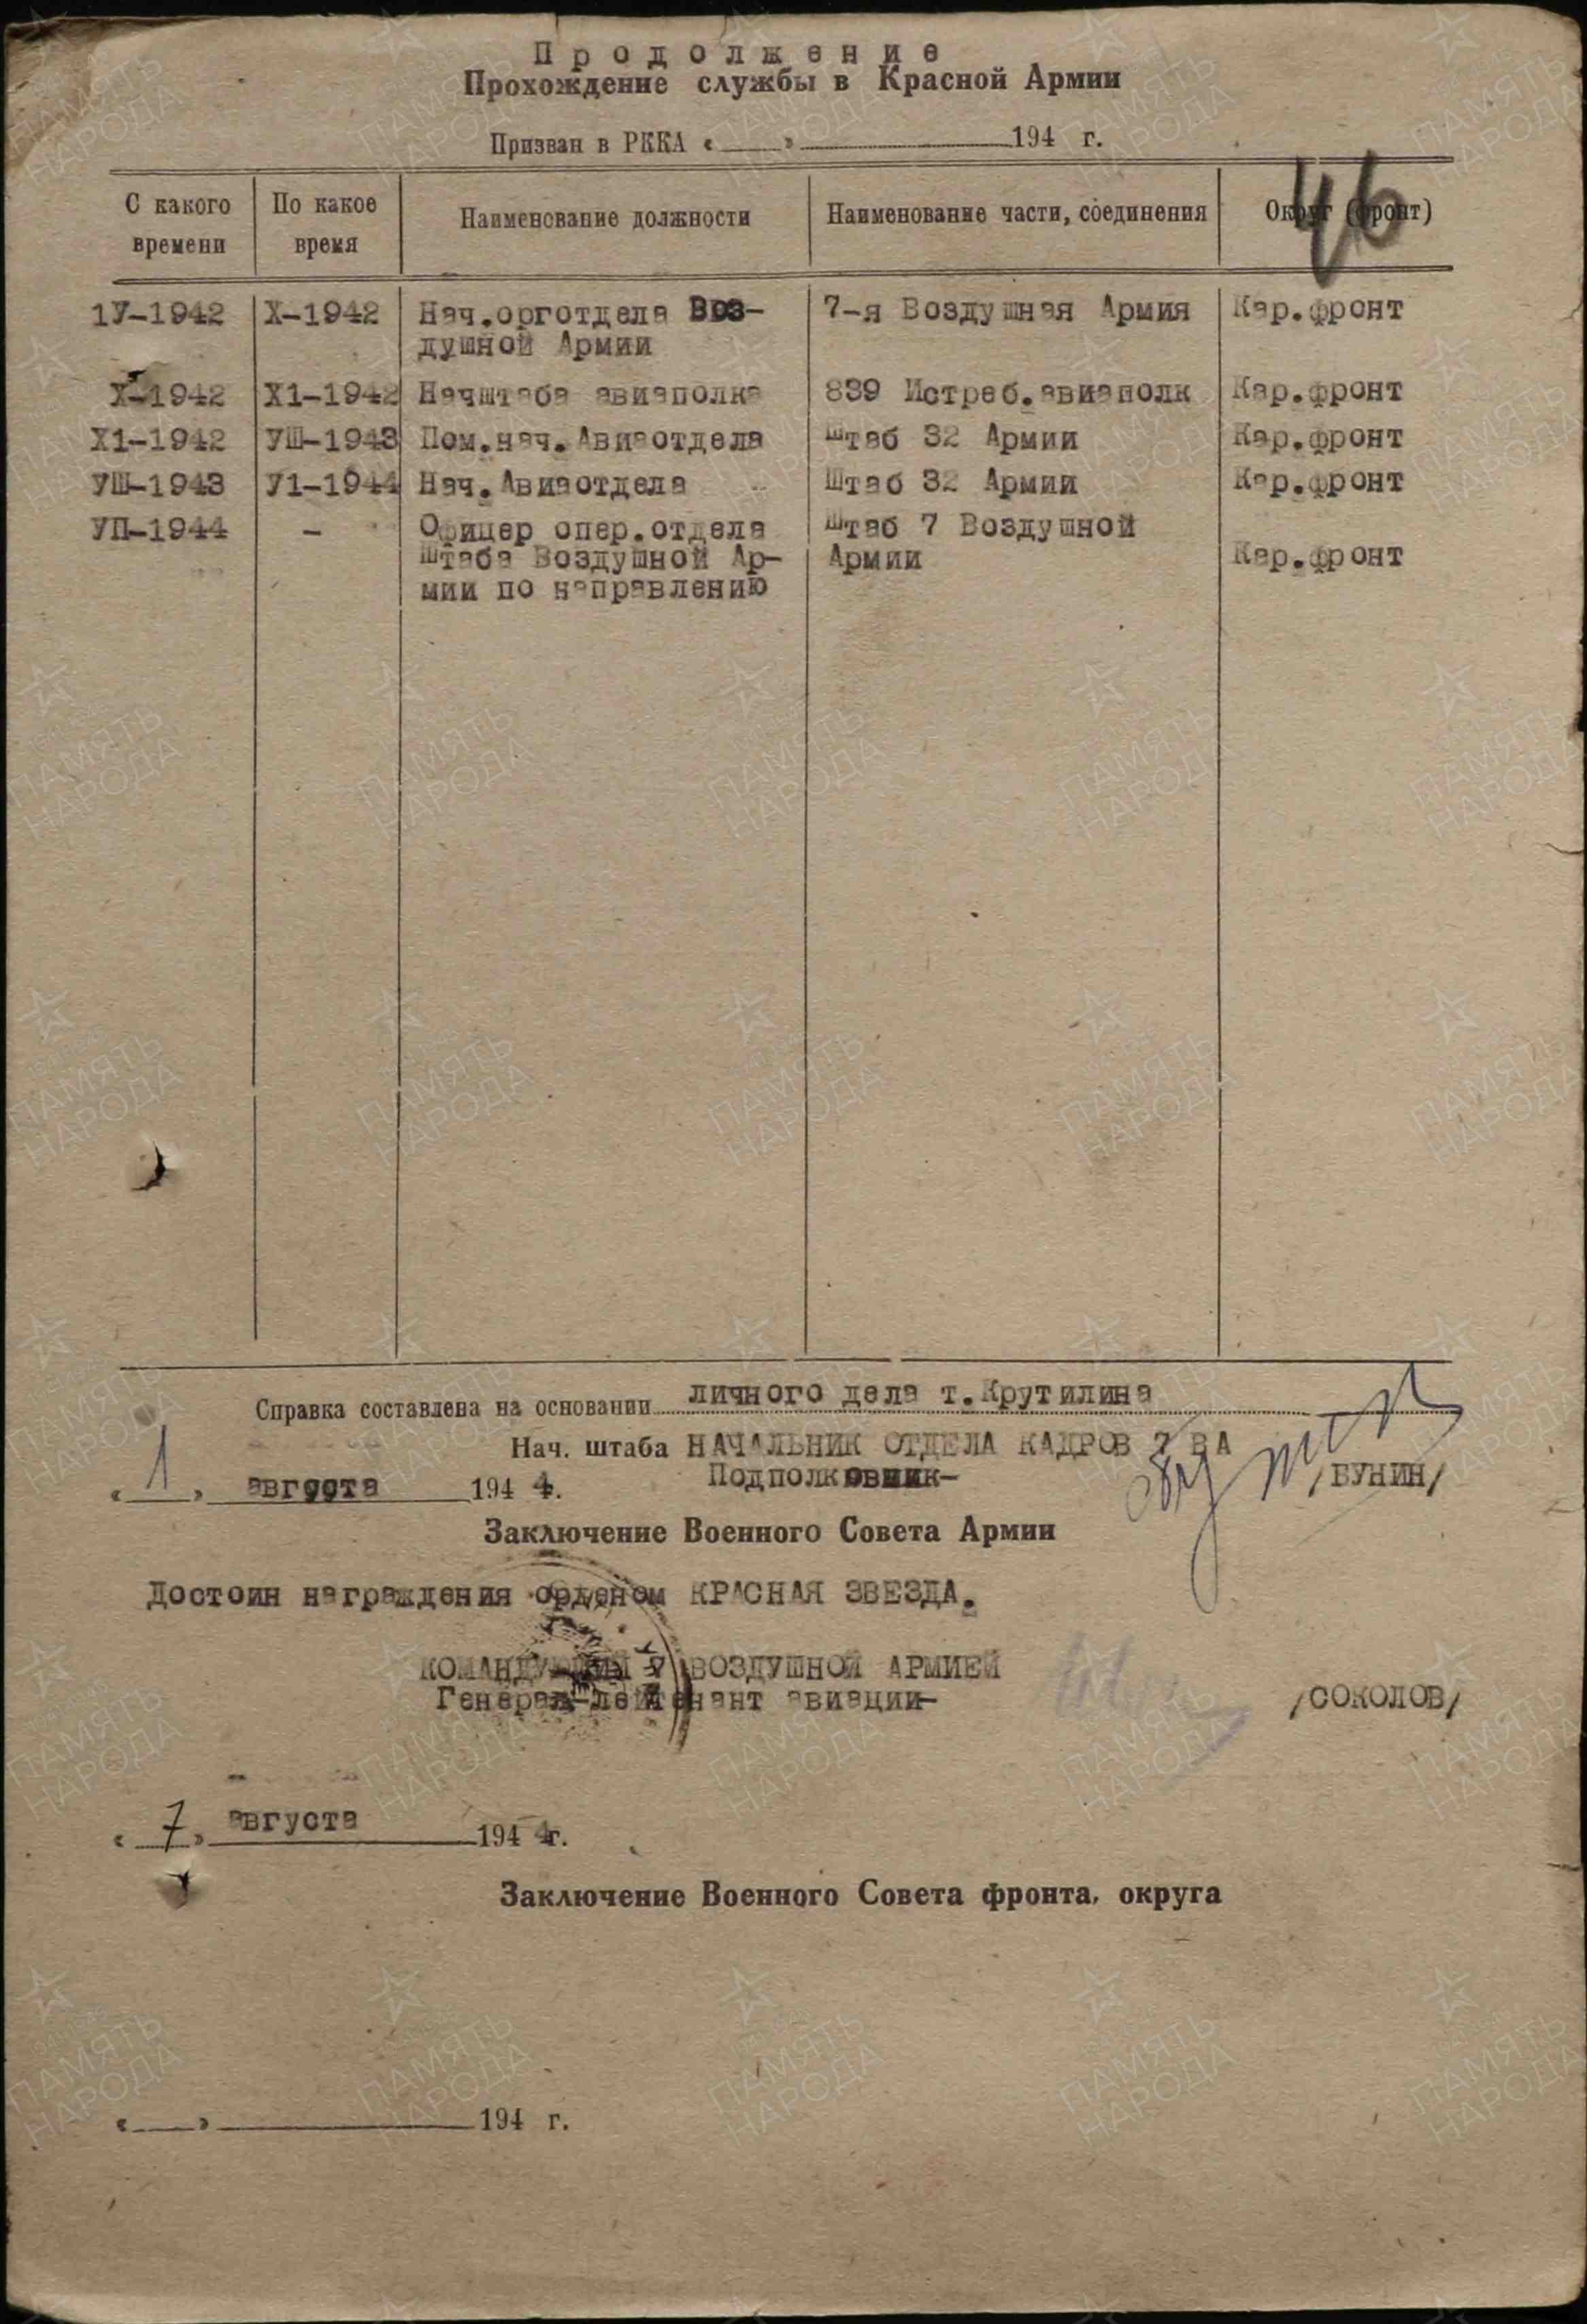 Продолжение
Прохождение службы в Красной Армии
Призван в РККА « » 194 г.
46
С какого времени
По какое время
Наименование должности
Наименование части, соединения
Округ (фронт)
1У-1942 Х-1942 Нач.орготдела Воз- 7-я Воздушная Армия Кар.фронт
душной Армии
Х-1942 Х1-1942 Начштаба авиаполка 839 Истреб.авиаполк Кар.фронт
Х1-1942 УШ-1943 Пом.нач.Авиаотдела Штаб 32 Армии Кар.фронт
УШ-1943 У1-1944 Нач.Авиаотдела Штаб 32 Армии Кар.фронт
УП-1944 - Офицер опер.отдела Штаб 7 Воздушной
штаба Воздушной Ар- Армии Кар.фронт
мии по направлению
Справка составлена на основании личного дела т.Крутилина
Нач. штаба НАЧАЛЬНИК ОТДЕЛА КАДРОВ 7 ВА
Подполковник- /БУНИН/
« 1 » августа 194 4.
Заключение Военного Совета Армии
Достоин награждения орденом КРАСНАЯ ЗВЕЗДА.
КОМАНДУЮЩИЙ 7 ВОЗДУШНОЙ АРМИЕЙ
Генерал-лейтенант авиации- /СОКОЛОВ/
« 7 » августа 194 4г.
Заключение Военного Совета фронта, округа
« » 194 г.
ПАМЯТЬ НАРОДА